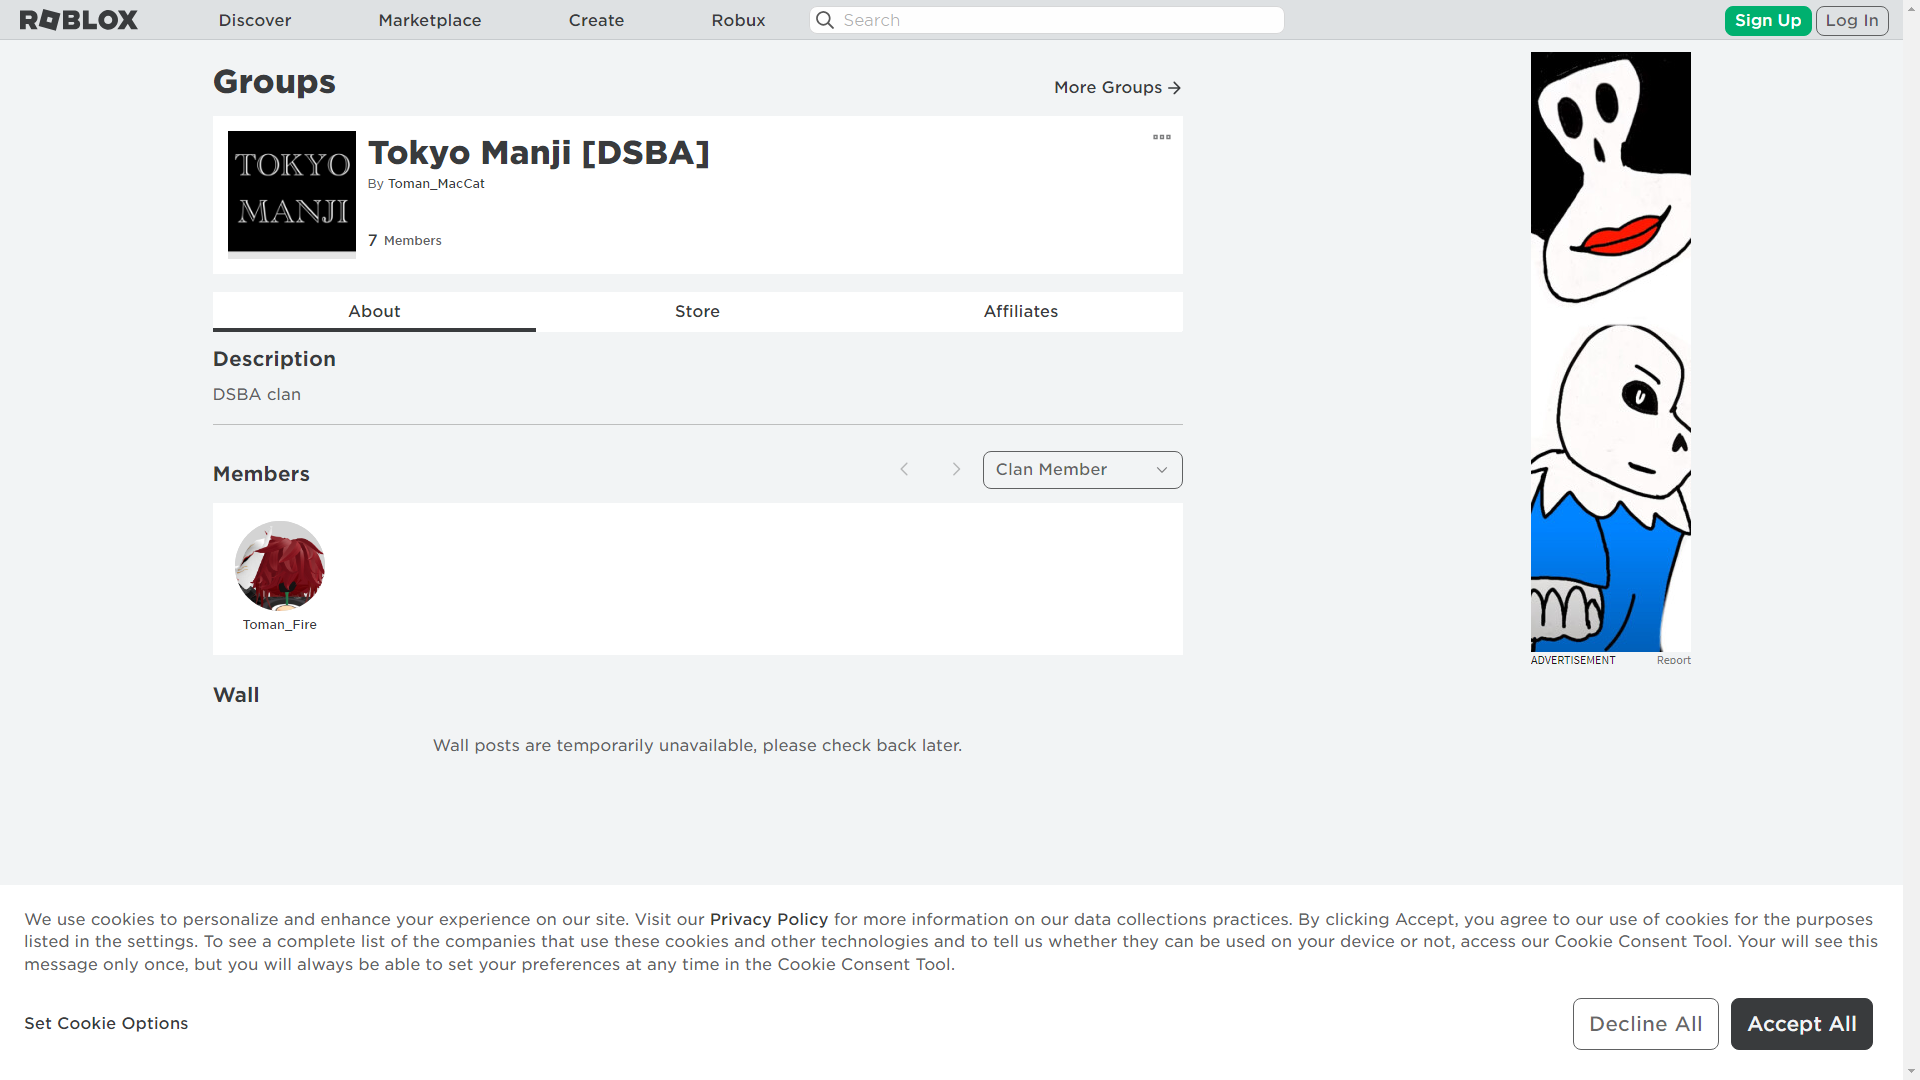 ROBLOX
Discover
Marketplace
Create
Robux
Search
Sign Up
Log In
Groups
More Groups
TOKYO
MANJI
Tokyo Manji [DSBA]
By Toman_MacCat
7 Members
About
Store
Affiliates
Description
DSBA clan
Members
Clan Member
Toman_Fire
Wall
Wall posts are temporarily unavailable, please check back later.
ADVERTISEMENT
Report
We use cookies to personalize and enhance your experience on our site. Visit our Privacy Policy for more information on our data collections practices. By clicking Accept, you agree to our use of cookies for the purposes
listed in the settings. To see a complete list of the companies that use these cookies and other technologies and to tell us whether they can be used on your device or not, access our Cookie Consent Tool. Your will see this
message only once, but you will always be able to set your preferences at any time in the Cookie Consent Tool.
Set Cookie Options
Decline All
Accept All